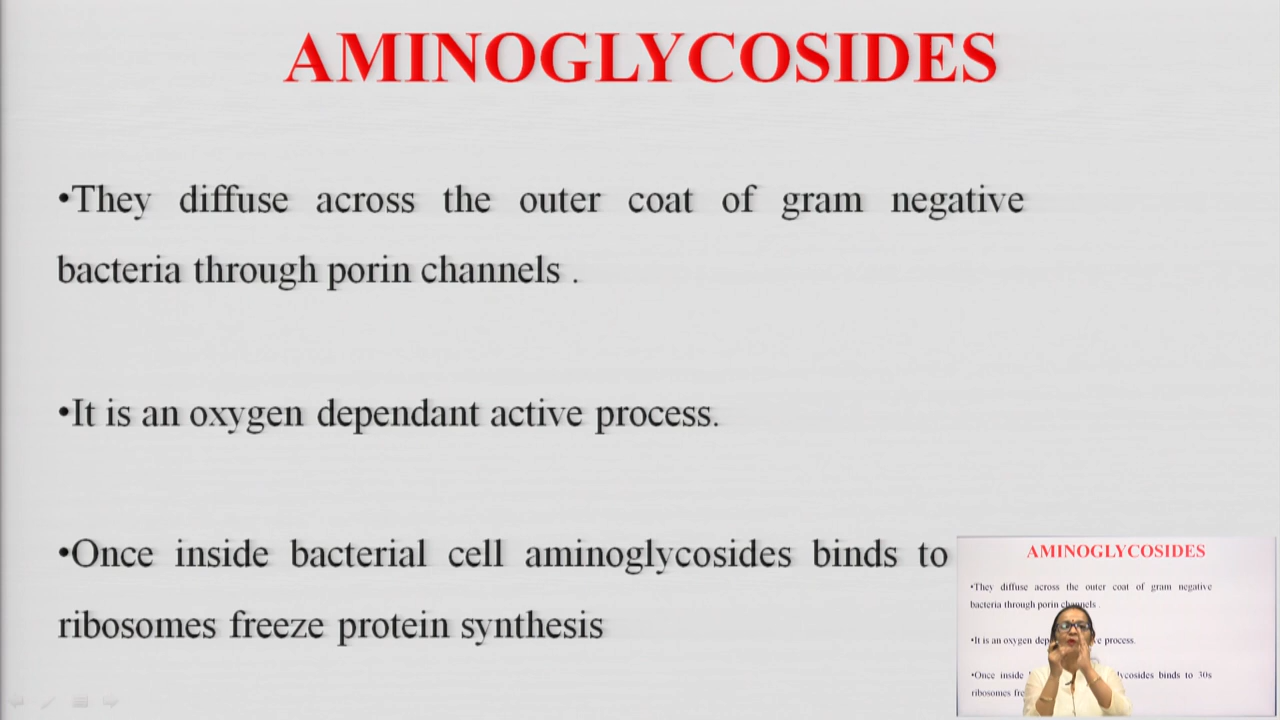 AMINOGLYCOSIDES
•They diffuse across the outer coat of gram negative
bacteria through porin channels .
•It is an oxygen dependant active process.
•Once inside bacterial cell aminoglycosides binds to
ribosomes freeze protein synthesis
AMINOGLYCOSIDES
•They diffuse across the outer coat of gram negative
bacteria through porin channels .
•It is an oxygen dep e process.
•Once inside lycosides binds to 30s
ribosomes fre